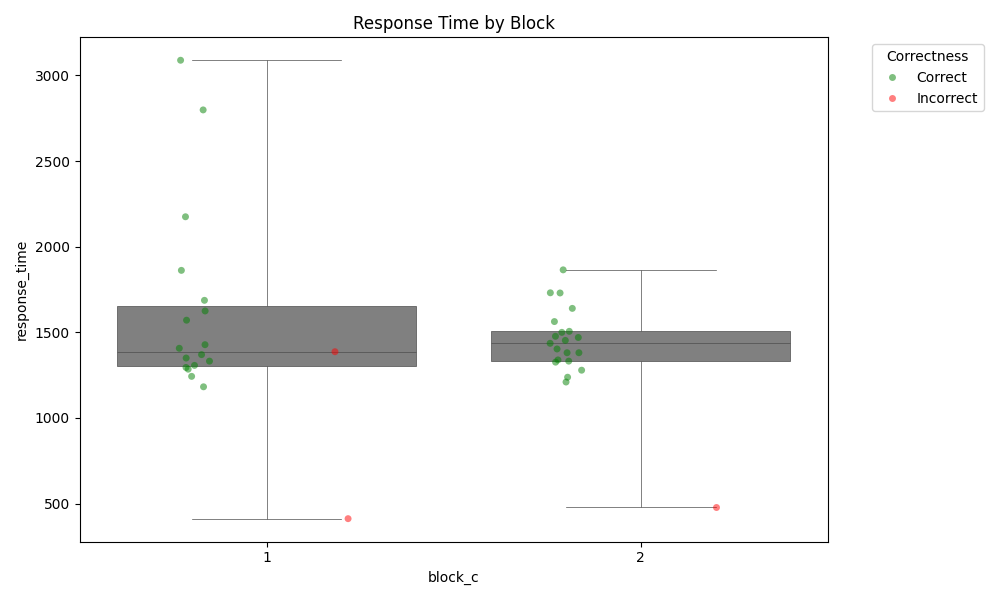 Response Time by Block
Correctness
Correct
Incorrect
3000
2500
2000
1500
1000
500
response_time
1
2
block_c